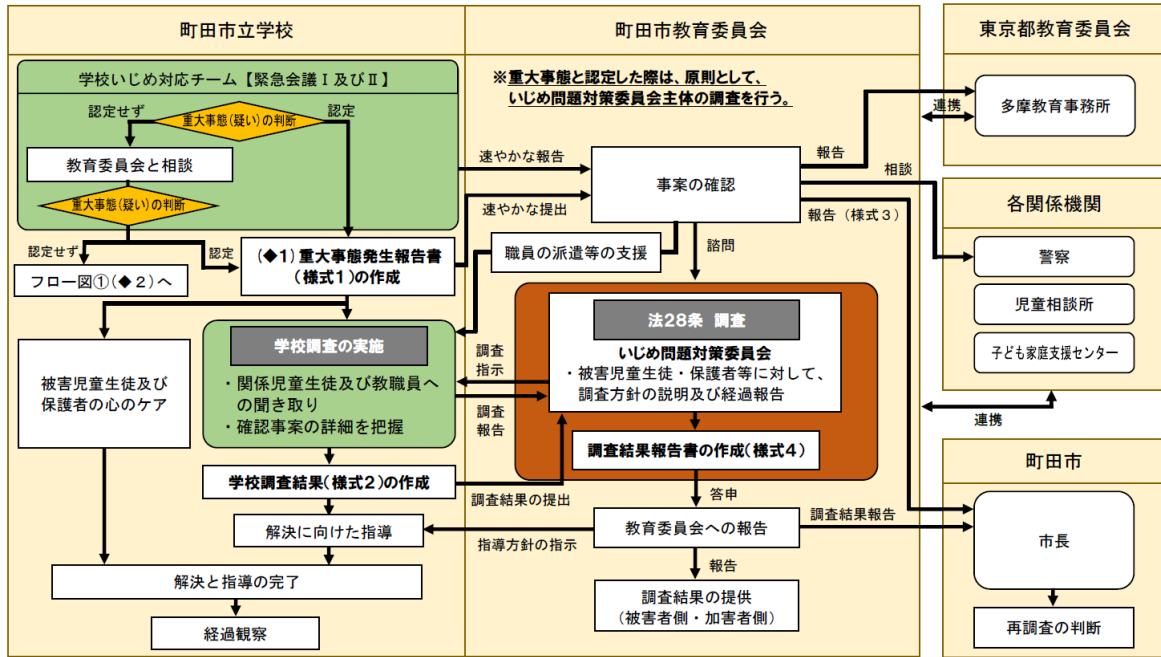 町田市立学校
学校いじめ対応チーム【緊急会議Ⅰ及びⅡ】
認定せず
重大事態(疑い)の判断
認定
教育委員会と相談
重大事態(疑い)の判断
認定せず
認定
フロー図①(◆2)へ
(◆1)重大事態発生報告書
(様式1)の作成
学校調査の実施
・関係児童生徒及び教職員へ
の聞き取り
・確認事案の詳細を把握
被害児童生徒及び
保護者の心のケア
学校調査結果(様式2)の作成
解決に向けた指導
解決と指導の完了
経過観察
町田市教育委員会
※重大事態と認定した際は、原則として、
いじめ問題対策委員会主体の調査を行う。
速やかな報告
速やかな提出
事案の確認
報告
相談
報告(様式3)
職員の派遣等の支援
諮問
法28条 調査
いじめ問題対策委員会
・被害児童生徒・保護者等に対して、
調査方針の説明及び経過報告
調査
指示
調査
報告
調査結果報告書の作成(様式4)
調査結果の提出
答申
教育委員会への報告
調査結果報告
指導方針の指示
報告
調査結果の提供
(被害者側・加害者側)
東京都教育委員会
連携
多摩教育事務所
各関係機関
警察
児童相談所
子ども家庭支援センター
連携
町田市
市長
再調査の判断